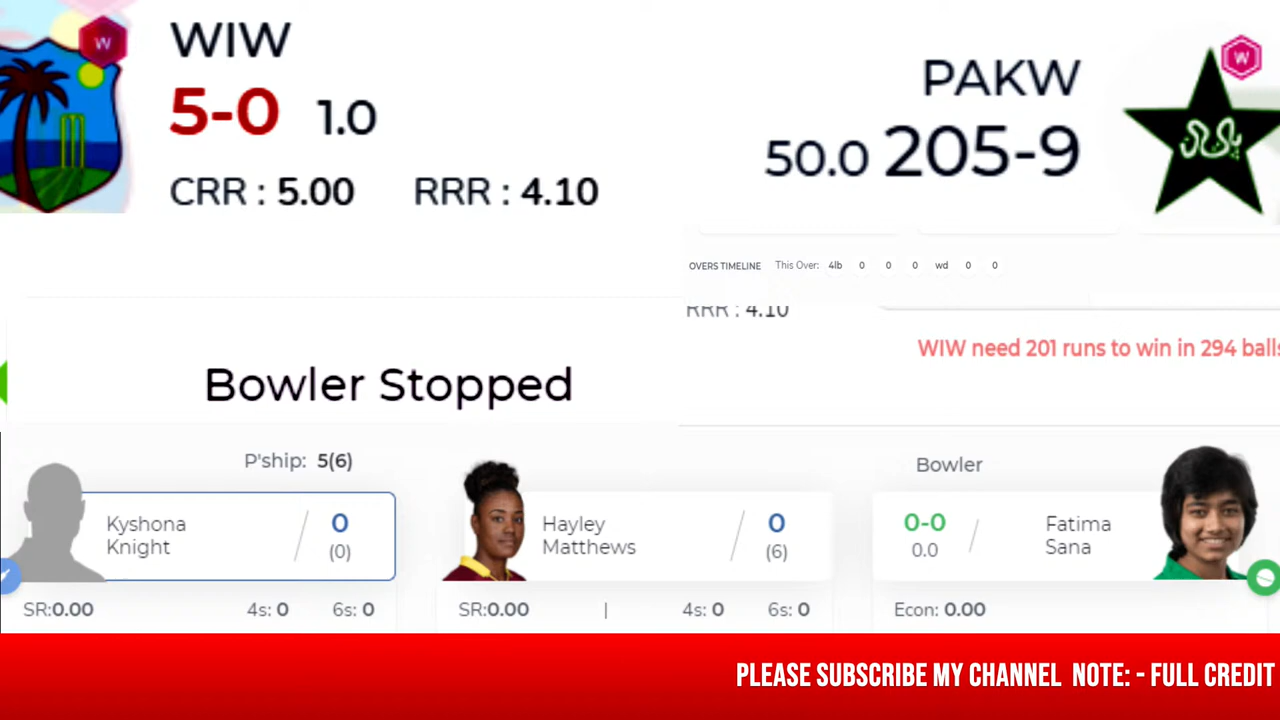 W
WIW
5-0 1.0
CRR : 5.00 RRR : 4.10
W
PAKW
50.0 205-9
OVERS TIMELINE This Over: 4lb 0 0 0 wd 0 0
RRR : 4.10
WIW need 201 runs to win in 294 balls
Bowler Stopped
P'ship: 5(6)
Kyshona
Knight
/ 0
(0)
SR:0.00 4s: 0 6s: 0
Hayley
Matthews
/ 0
(6)
SR:0.00 | 4s: 0 6s: 0
Bowler
0-0
0.0
/ Fatima
Sana
Econ: 0.00
PLEASE SUBSCRIBE MY CHANNEL NOTE: - FULL CREDIT